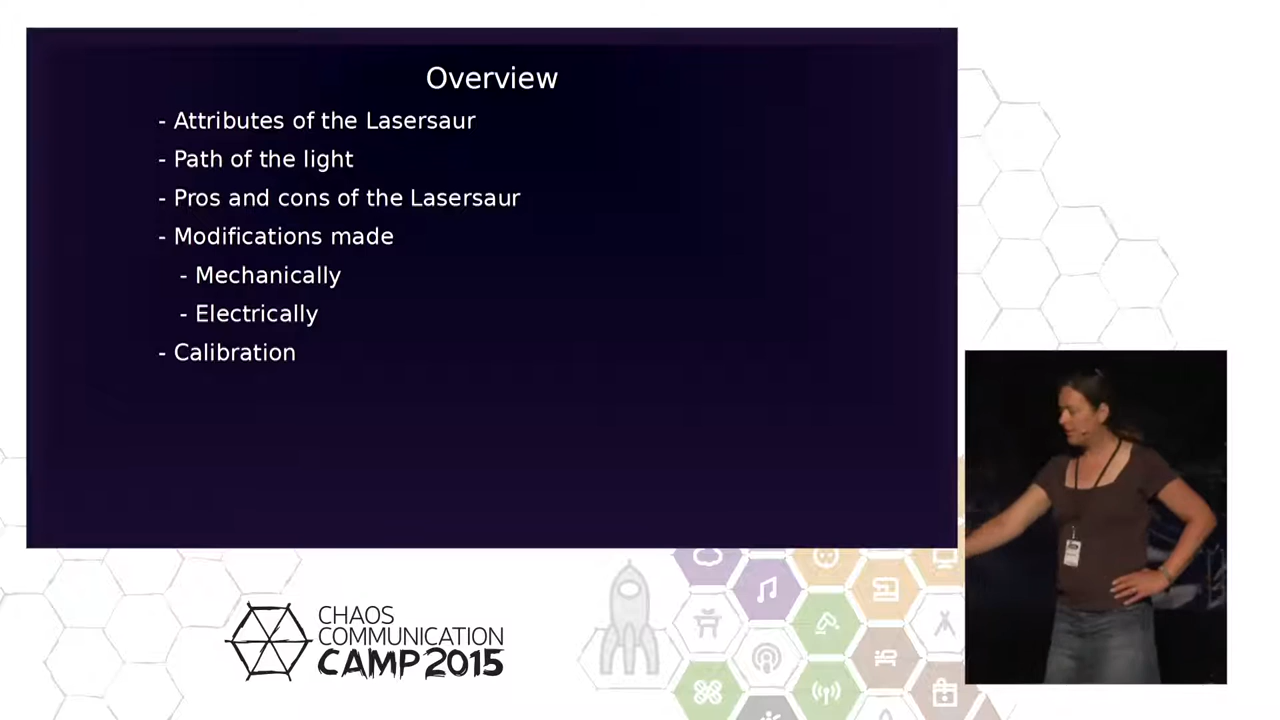 Overview
- Attributes of the Lasersaur
- Path of the light
- Pros and cons of the Lasersaur
- Modifications made
- Mechanically
- Electrically
- Calibration
CHAOS
COMMUNICATION
CAMP 2015